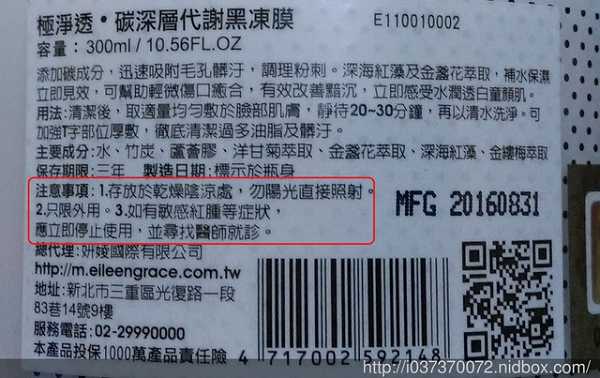 極淨透·碳深層代謝黑凍膜 E110010002
容量：300ml / 10.56FL.OZ
添加碳成分，迅速吸附毛孔髒汙，調理粉刺。深海紅藻及金盞花萃取，補水保濕
立即見效，可幫助輕微傷口癒合，有效改善黯沉，立即感受水潤透白童顏肌。
用法：清潔後，取適量均勻敷於臉部肌膚，靜待20~30分鐘，再以清水洗淨。可
加強T字部位厚敷，徹底清潔過多油脂及髒汙。
主要成分：水、竹炭、蘆薈膠、洋甘菊萃取、金盞花萃取、深海紅藻、金縷梅萃取
保存期限：三年 製造日期：標示於瓶身
注意事項：1.存放於乾燥陰涼處，勿陽光直接照射。
2.只限外用。3.如有敏感紅腫等症狀，
應立即停止使用，並尋找醫師就診。
MFG 20160831
總代理：妍婈國際有限公司
http://m.eileengrace.com.tw
地址：新北市三重區光復路一段
83巷14號9樓
服務電話：02-29990000
本產品投保1000萬產品責任險
4 717002 592148
http://i037370072.nidbox.com/